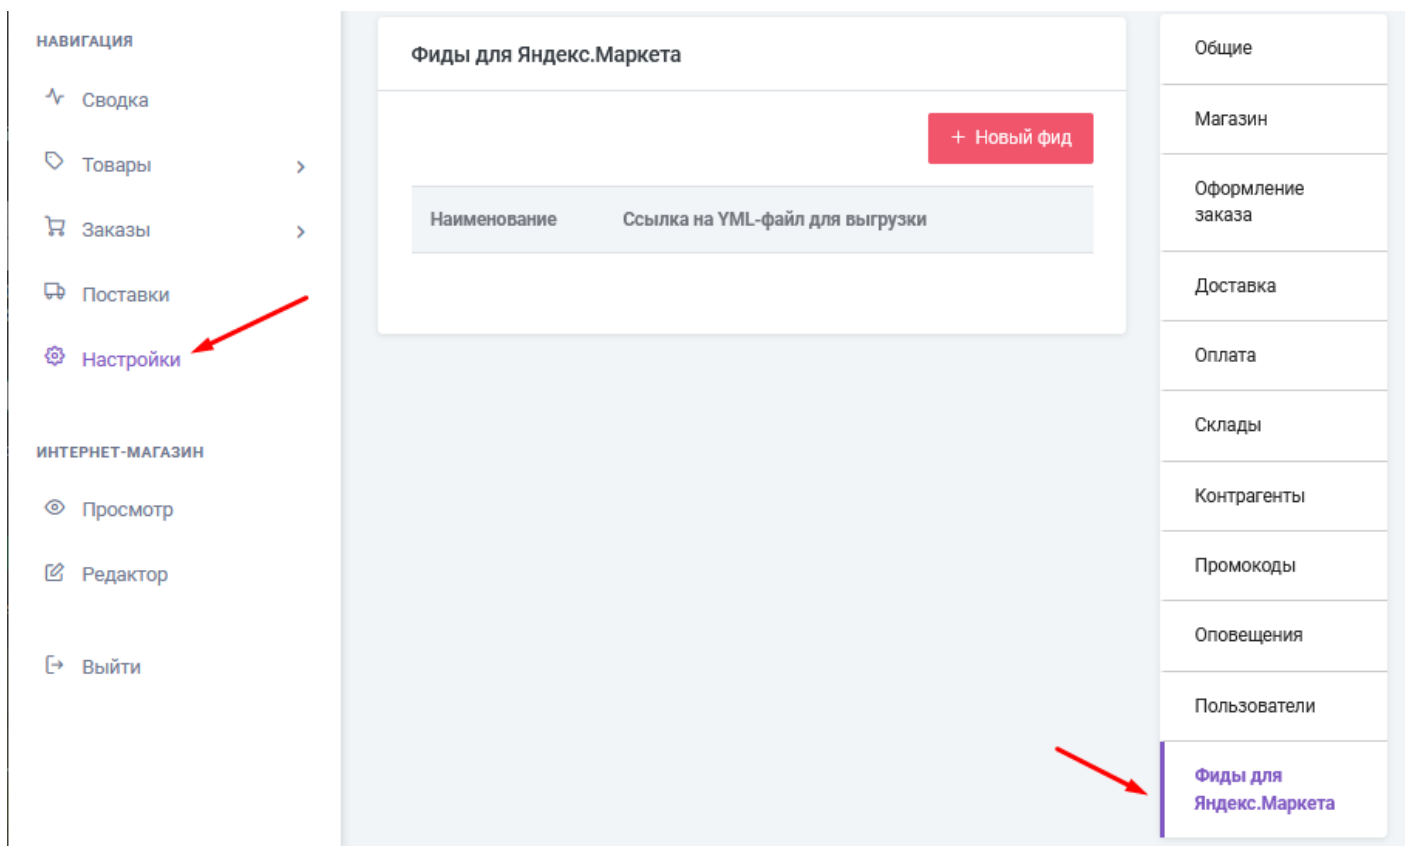 НАВИГАЦИЯ
Сводка
Товары
Заказы
Поставки
Настройки
ИНТЕРНЕТ-МАГАЗИН
Просмотр
Редактор
Выйти
Фиды для Яндекс.Маркета
+ Новый фид
Наименование Ссылка на YML-файл для выгрузки
Общие
Магазин
Оформление
заказа
Доставка
Оплата
Склады
Контрагенты
Промокоды
Оповещения
Пользователи
Фиды для
Яндекс.Маркета